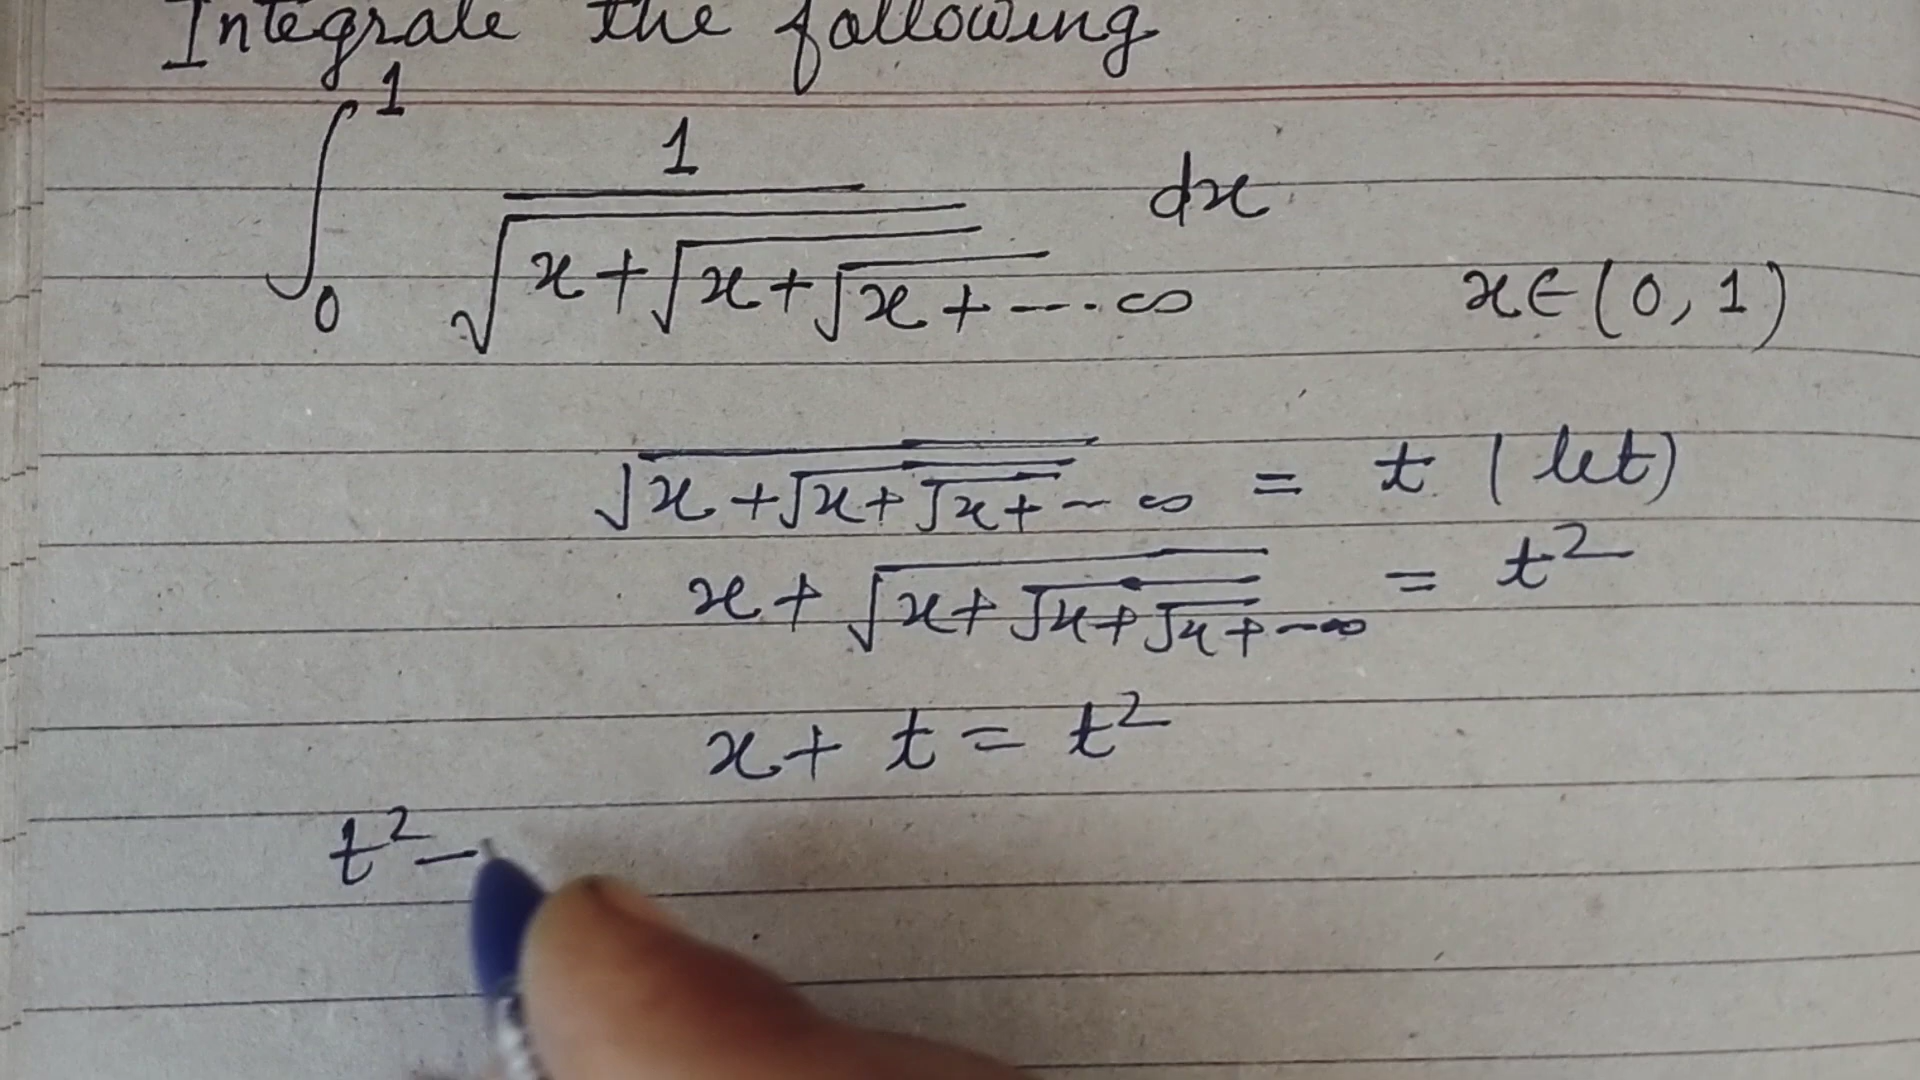 Integrate the following
∫₀¹ 1/√(x+√(x+√(x+---·∞))) dx x∈(0,1)
√(x+√(x+√(x+-∞))) = t (let)
x+√(x+√(x+√(x+--∞))) = t²
x+t=t²
t²-